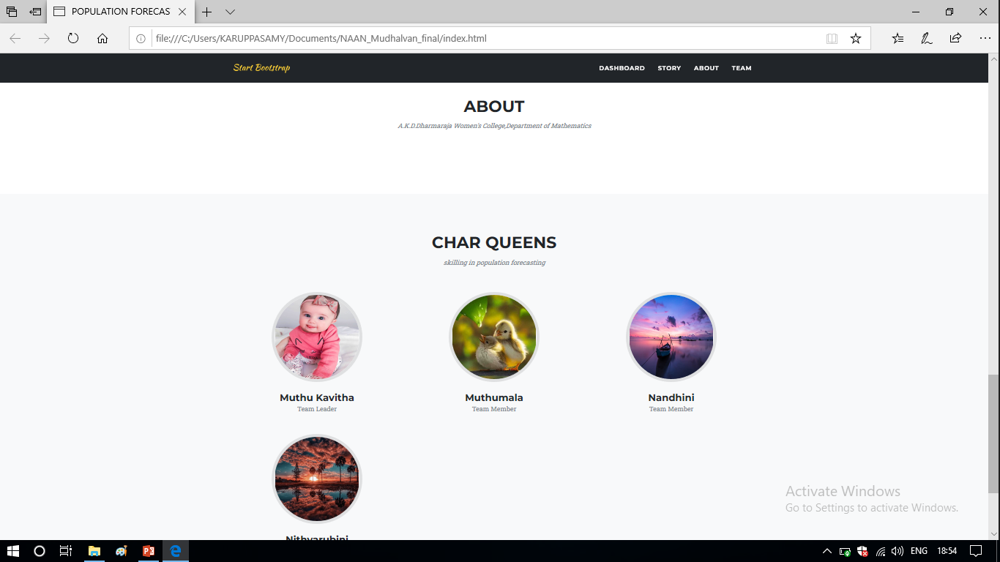 POPULATION FORECAS
file:///C:/Users/KARUPPASAMY/Documents/NAAN_Mudhalvan_final/index.html
Start Bootstrap
DASHBOARD STORY ABOUT TEAM
ABOUT
A.K.D.Dharmaraja Women's College,Department of Mathematics
CHAR QUEENS
skilling in population forecasting
Muthu Kavitha
Team Leader
Muthumala
Team Member
Nandhini
Team Member
Nithyarubini
Activate Windows
Go to Settings to activate Windows.
ENG 18:54